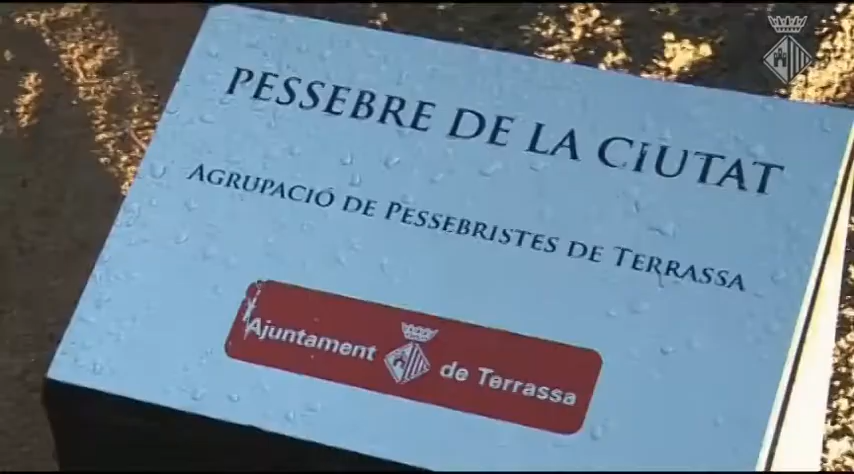 PESSEBRE DE LA CIUTAT
AGRUPACIÓ DE PESSEBRISTES DE TERRASSA
Ajuntament de Terrassa